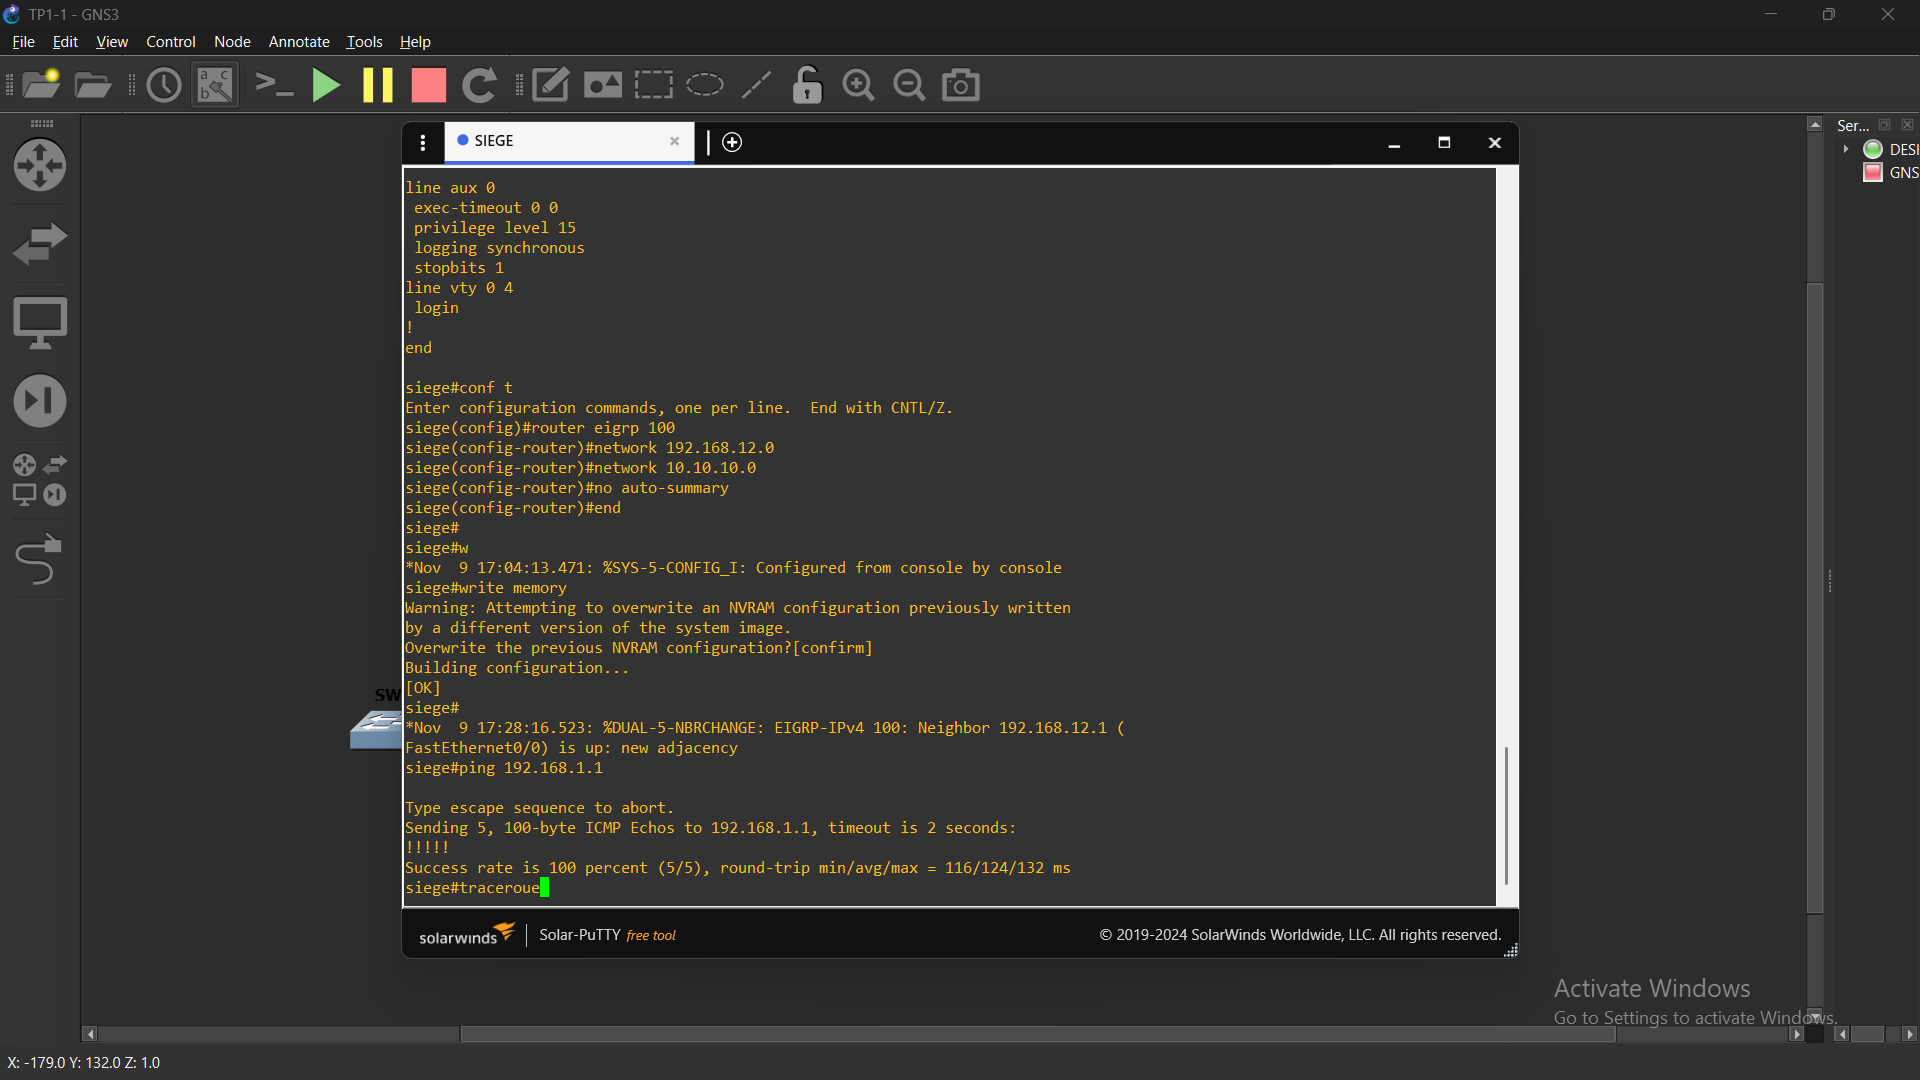 TP1-1 - GNS3
File Edit View Control Node Annotate Tools Help
SIEGE
Ser...
DESI
GNS
line aux 0
 exec-timeout 0 0
 privilege level 15
 logging synchronous
 stopbits 1
line vty 0 4
 login
!
end
siege#conf t
Enter configuration commands, one per line.  End with CNTL/Z.
siege(config)#router eigrp 100
siege(config-router)#network 192.168.12.0
siege(config-router)#network 10.10.10.0
siege(config-router)#no auto-summary
siege(config-router)#end
siege#
siege#w
*Nov  9 17:04:13.471: %SYS-5-CONFIG_I: Configured from console by console
siege#write memory
Warning: Attempting to overwrite an NVRAM configuration previously written
by a different version of the system image.
Overwrite the previous NVRAM configuration?[confirm]
Building configuration...
[OK]
siege#
*Nov  9 17:28:16.523: %DUAL-5-NBRCHANGE: EIGRP-IPv4 100: Neighbor 192.168.12.1 (
FastEthernet0/0) is up: new adjacency
siege#ping 192.168.1.1
Type escape sequence to abort.
Sending 5, 100-byte ICMP Echos to 192.168.1.1, timeout is 2 seconds:
!!!!!
Success rate is 100 percent (5/5), round-trip min/avg/max = 116/124/132 ms
siege#traceroue
SW
solarwinds Solar-PuTTY free tool
© 2019-2024 SolarWinds Worldwide, LLC. All rights reserved.
Activate Windows
Go to Settings to activate Windows.
X: -179.0 Y: 132.0 Z: 1.0